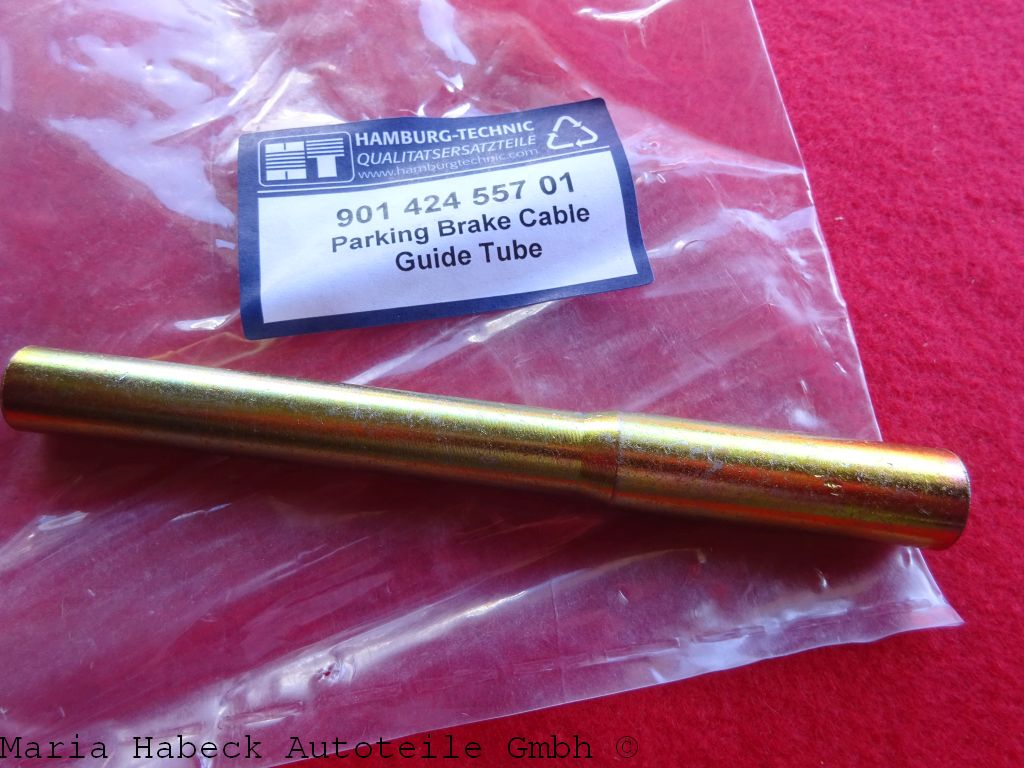 HT
HAMBURG-TECHNIC
QUALITATSERSATZTEILE
www.hamburgtechnic.com
901 424 557 01
Parking Brake Cable
Guide Tube
Maria Habeck Autoteile Gmbh ©